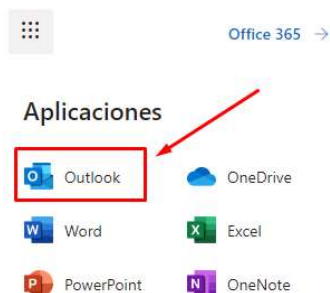 Office 365 →
Aplicaciones
Outlook OneDrive
Word Excel
PowerPoint OneNote